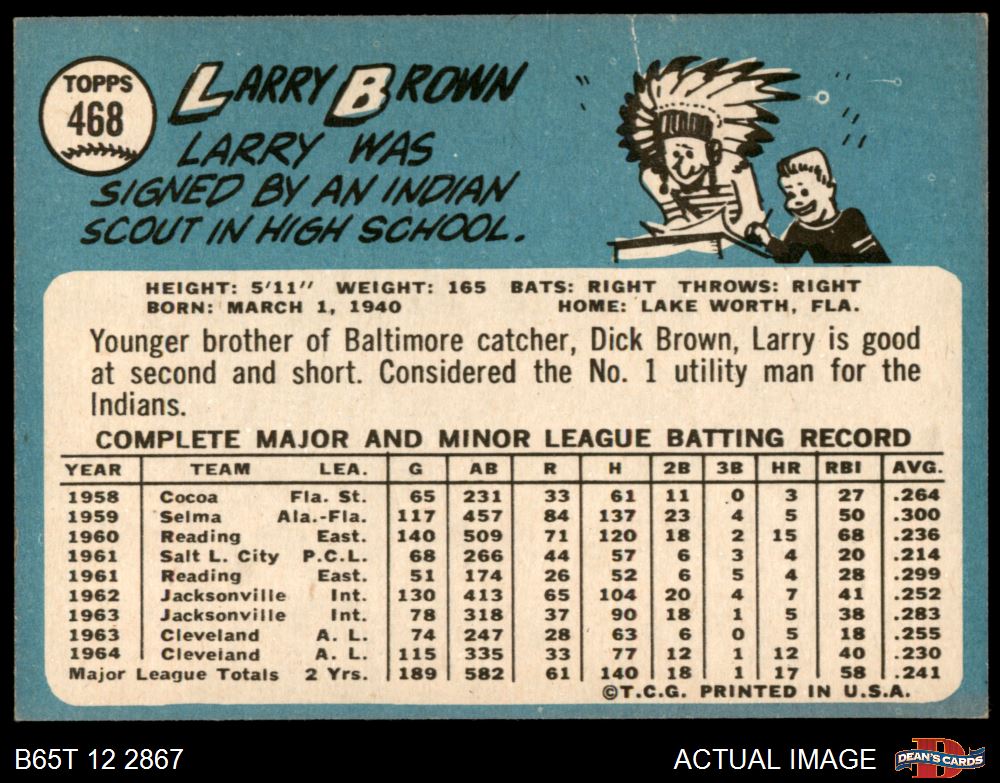 TOPPS
468
LARRY BROWN
LARRY WAS
SIGNED BY AN INDIAN
SCOUT IN HIGH SCHOOL.
HEIGHT: 5'11" WEIGHT: 165 BATS: RIGHT THROWS: RIGHT
BORN: MARCH 1, 1940 HOME: LAKE WORTH, FLA.
Younger brother of Baltimore catcher, Dick Brown, Larry is good
at second and short. Considered the No. 1 utility man for the
Indians.
COMPLETE MAJOR AND MINOR LEAGUE BATTING RECORD
YEAR TEAM LEA. G AB R H 2B 3B HR RBI AVG.
1958 Cocoa Fla. St. 65 231 33 61 11 0 3 27 .264
1959 Selma Ala.-Fla. 117 457 84 137 23 4 5 50 .300
1960 Reading East. 140 509 71 120 18 2 15 68 .236
1961 Salt L. City P.C.L. 68 266 44 57 6 3 4 20 .214
1961 Reading East. 51 174 26 52 6 5 4 28 .299
1962 Jacksonville Int. 130 413 65 104 20 4 7 41 .252
1963 Jacksonville Int. 78 318 37 90 18 1 5 38 .283
1963 Cleveland A. L. 74 247 28 63 6 0 5 18 .255
1964 Cleveland A. L. 115 335 33 77 12 1 12 40 .230
Major League Totals 2 Yrs. 189 582 61 140 18 1 17 58 .241
©T.C.G. PRINTED IN U.S.A.
B65T 12 2867 ACTUAL IMAGE DEAN'S CARDS